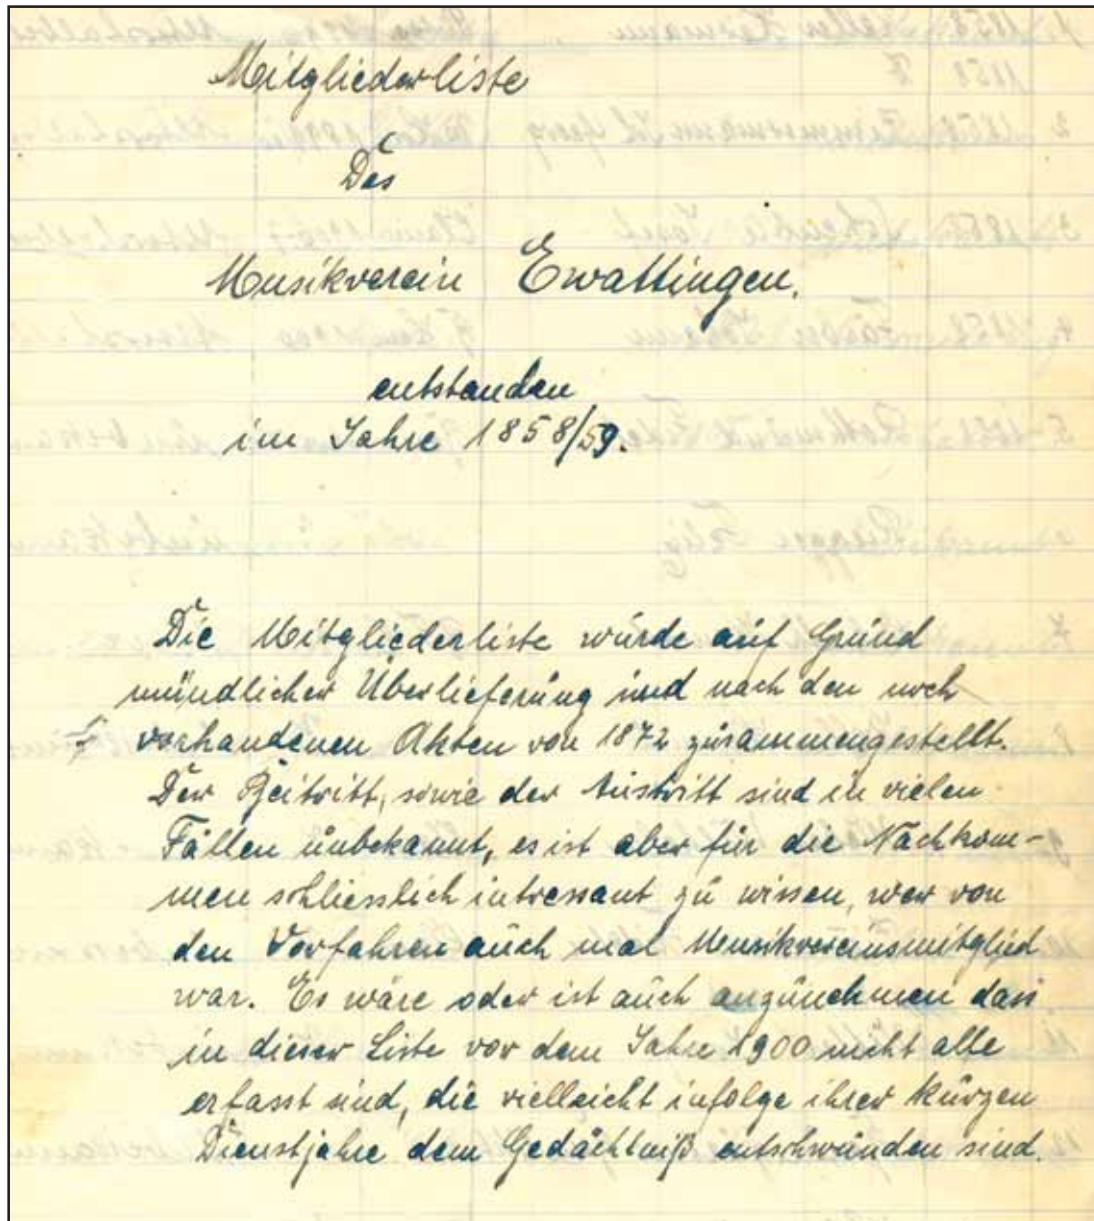 Mitgliederliste
Des
Musikverein Ewattingen.
entstanden
im Jahre 1858/59.
Die Mitgliederliste wurde auf Grund
mündlicher Überlieferung und nach den noch
vorhandenen Akten von 1872 zusammengestellt.
Der Beitritt, sowie der Austritt sind in vielen
Fällen unbekannt, es ist aber für die Nachkom-
men schliesslich intressant zu wissen, wer von
den Vorfahren auch mal Musikvereinsmitglied
war. Es wäre oder ist auch anzunehmen dass
in dieser Liste vor dem Jahre 1900 nicht alle
erfasst sind, die vielleicht infolge ihrer kurzen
Dienstjahre dem Gedächtniß entschwunden sind.